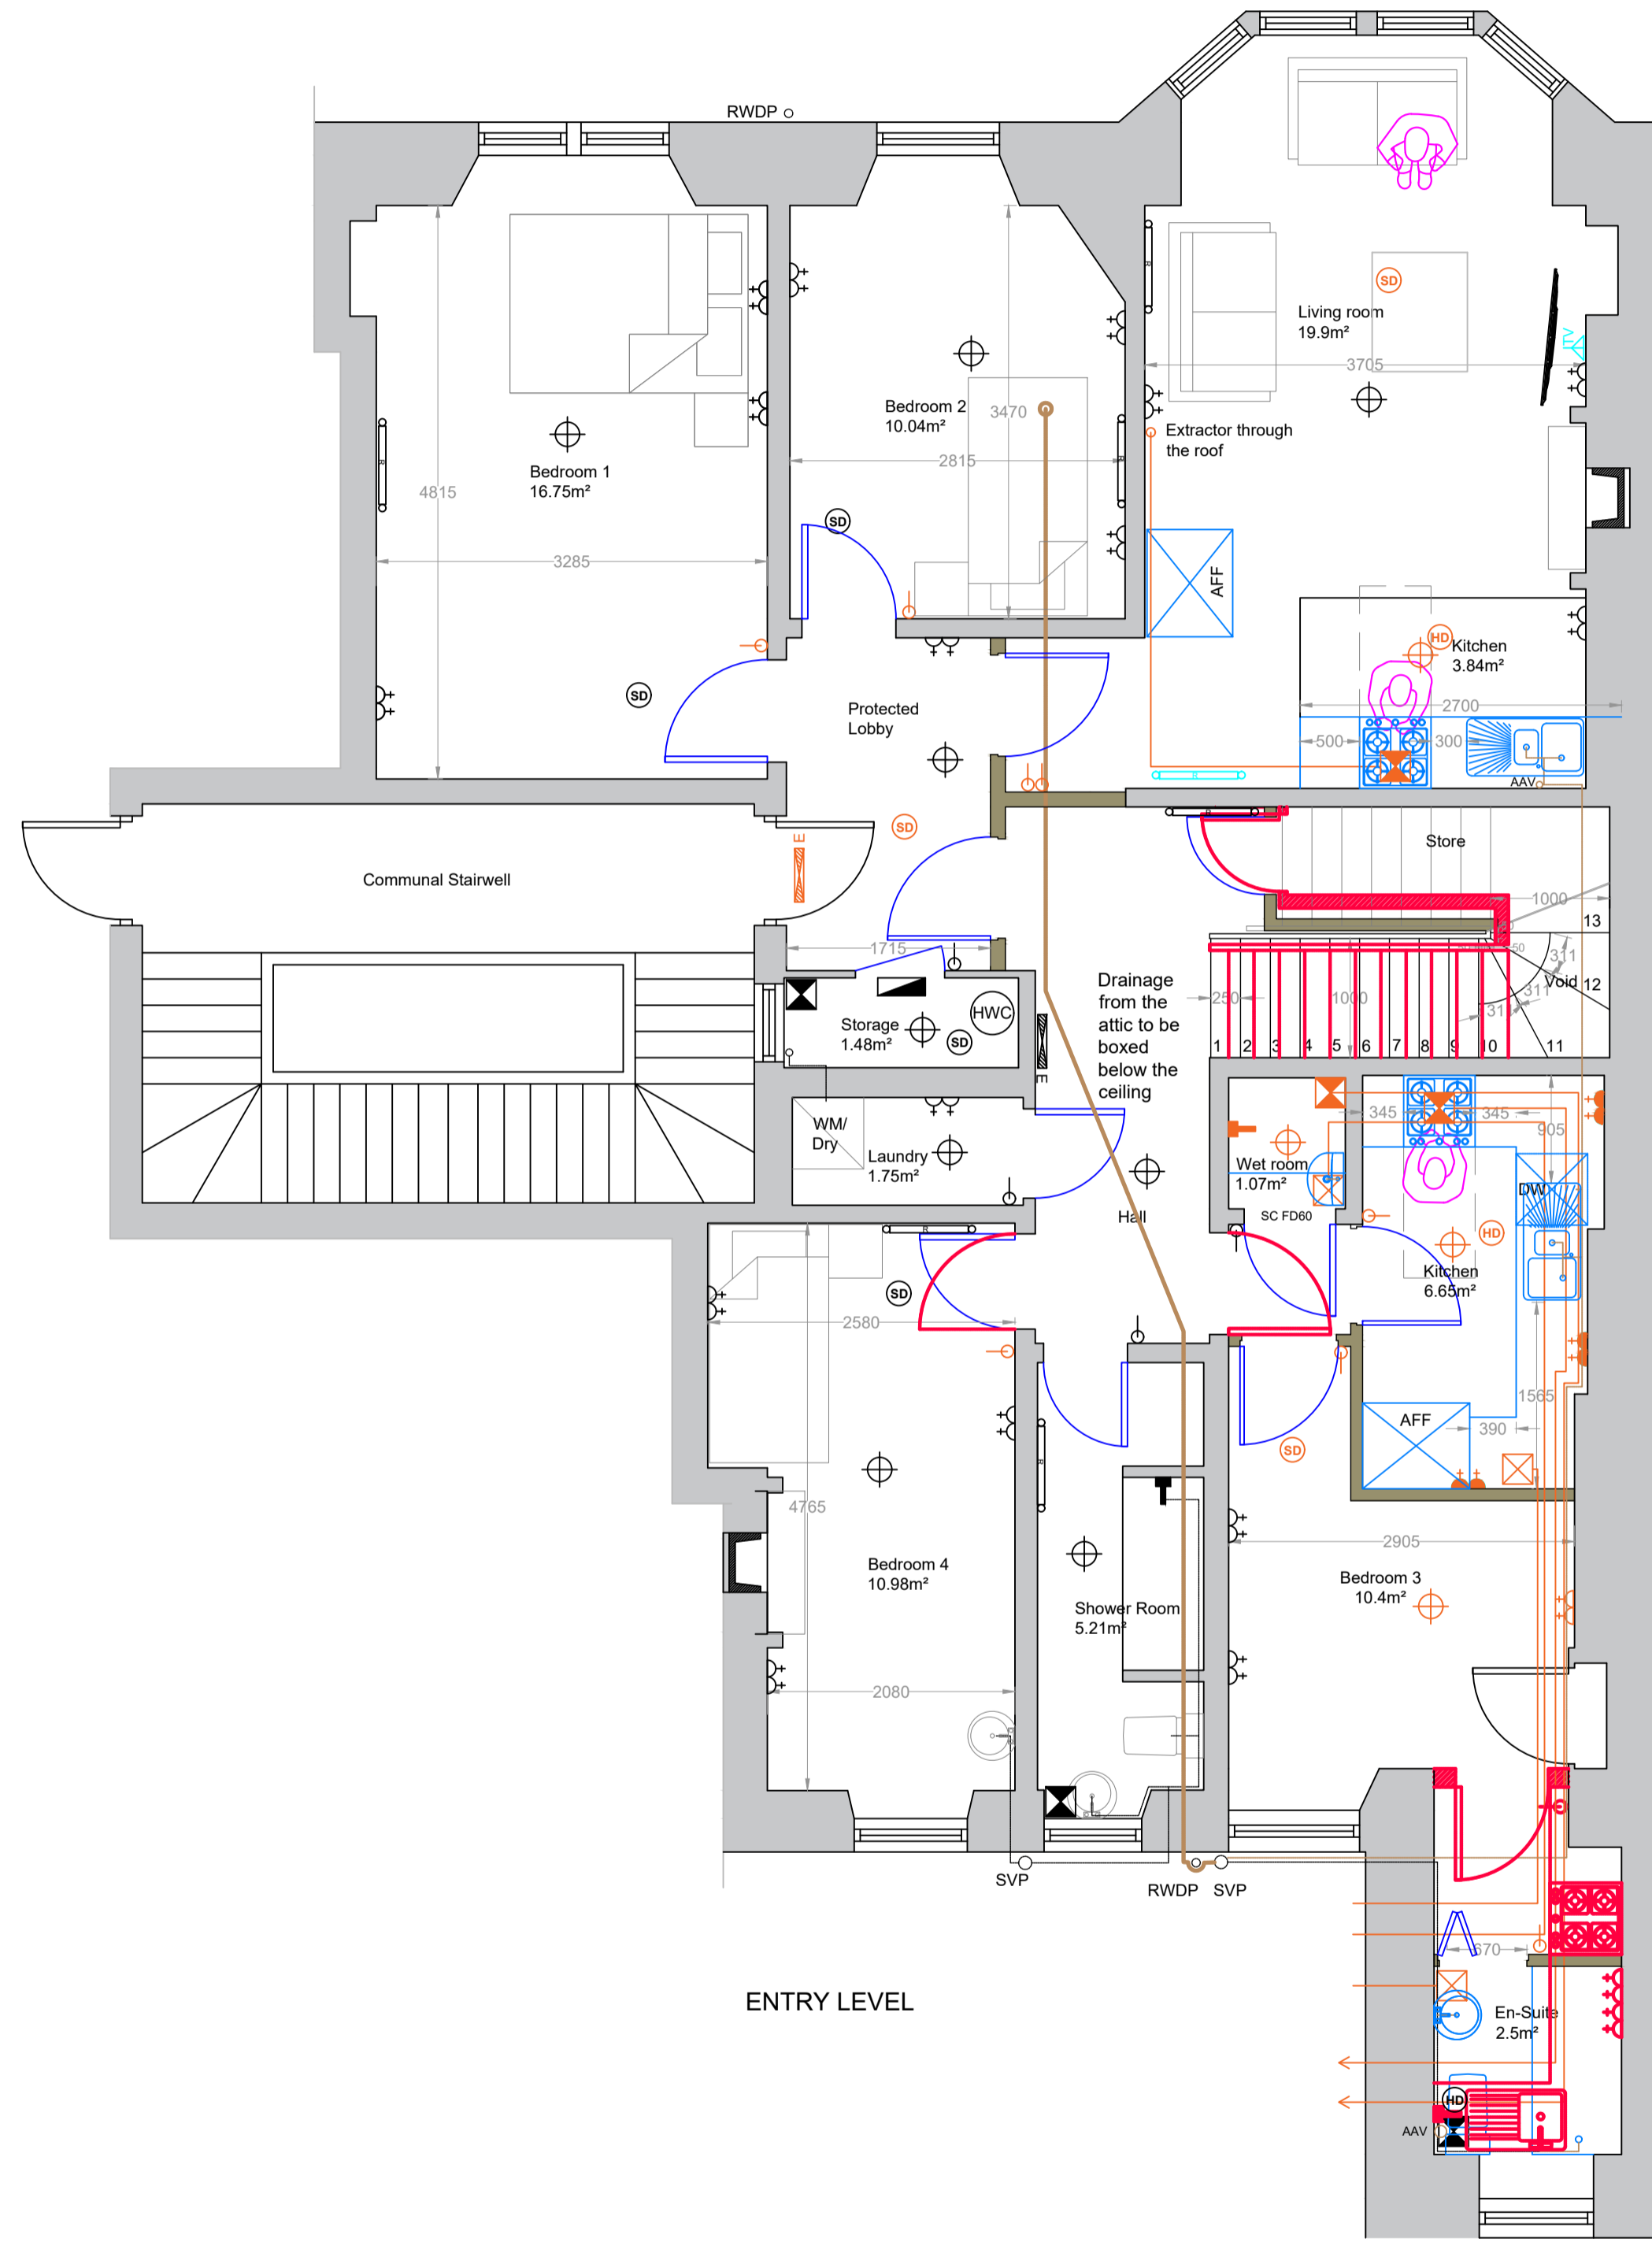 RWDP
SD
Living room
19.9m²
TV
3705
R
Bedroom 2
10.04m²
3470
2815
R
Extractor through
the roof
Bedroom 1
16.75m²
4815
3285
R
SD
AFF
SD
HD
Kitchen
3.84m²
2700
500
300
AAV
R
Protected
Lobby
SD
E
Communal Stairwell
Store
1000
13
12
Void
311
311
311
50
1715
Storage
1.48m²
HWC
SD
E
Drainage
from the
attic to be
boxed
below the
ceiling
250
1000
1
2
3
4
5
6
7
8
9
10
11
WM/
Dry
Laundry
1.75m²
Wet room
1.07m²
SC FD60
345
345
905
DW
Hall
HD
Kitchen
6.65m²
R
SD
2580
1565
AFF
390
SD
R
4765
2905
Bedroom 4
10.98m²
Bedroom 3
10.4m²
Shower Room
5.21m²
2080
SVP
RWDP
SVP
670
ENTRY LEVEL
En-Suite
2.5m²
HD
AAV